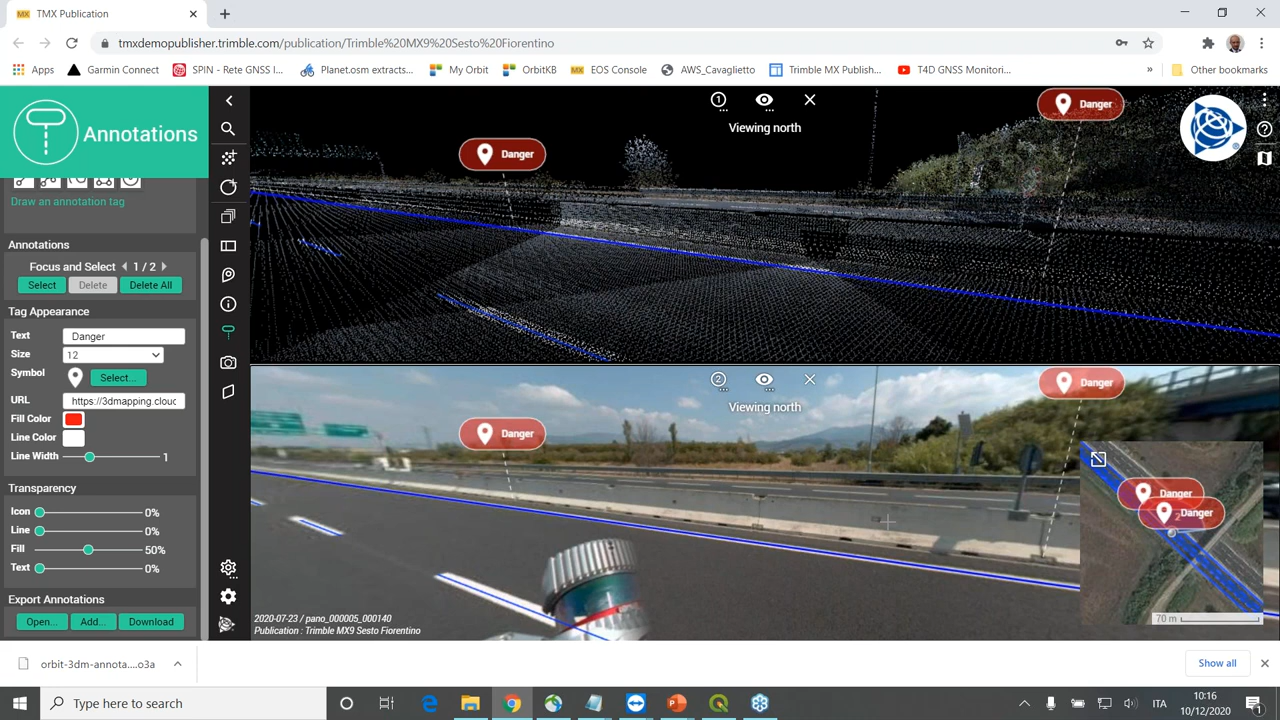 TMX Publication
tmxdemopublisher.trimble.com/publication/Trimble%20MX9%20Sesto%20Fiorentino
Apps
Garmin Connect
SPIN - Rete GNSS I...
Planet.osm extracts...
My Orbit
OrbitKB
EOS Console
AWS_Cavaglietto
Trimble MX Publish...
T4D GNSS Monitori...
»
Other bookmarks
Annotations
Draw an annotation tag
Annotations
Focus and Select 1 / 2
Select Delete Delete All
Tag Appearance
Text Danger
Size 12
Symbol Select...
URL https://3dmapping.clouc
Fill Color
Line Color
Line Width 1
Transparency
Icon 0%
Line 0%
Fill 50%
Text 0%
Export Annotations
Open... Add... Download
1
Viewing north
Danger
Danger
2
Viewing north
Danger
Danger
Danger
Danger
2
70 m
2020-07-23 / pano_000005_000140
Publication : Trimble MX9 Sesto Fiorentino
orbit-3dm-annota....o3a
Show all
Type here to search
ITA
10:16
10/12/2020
1